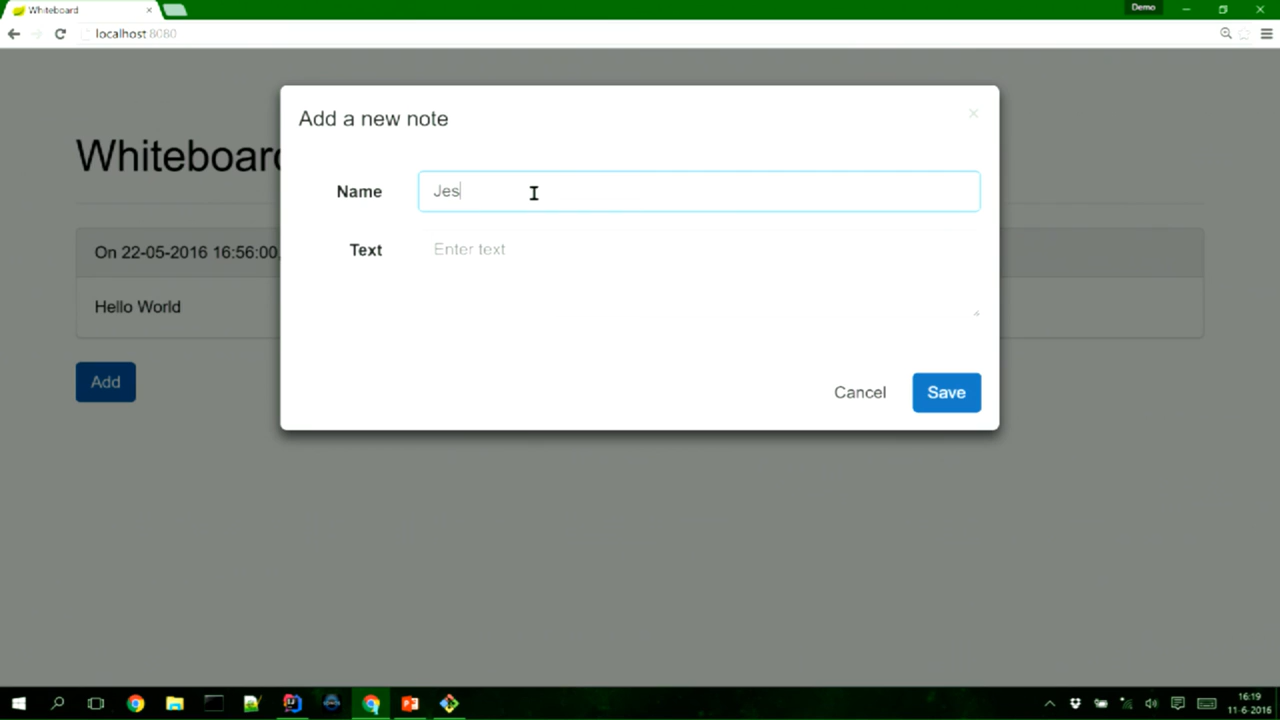 Whiteboard
Demo
localhost:8080
Add a new note
×
Whiteboard
Name
Jes
On 22-05-2016 16:56:00,
Text
Enter text
Hello World
Add
Cancel
Save
16:19
11-6-2016